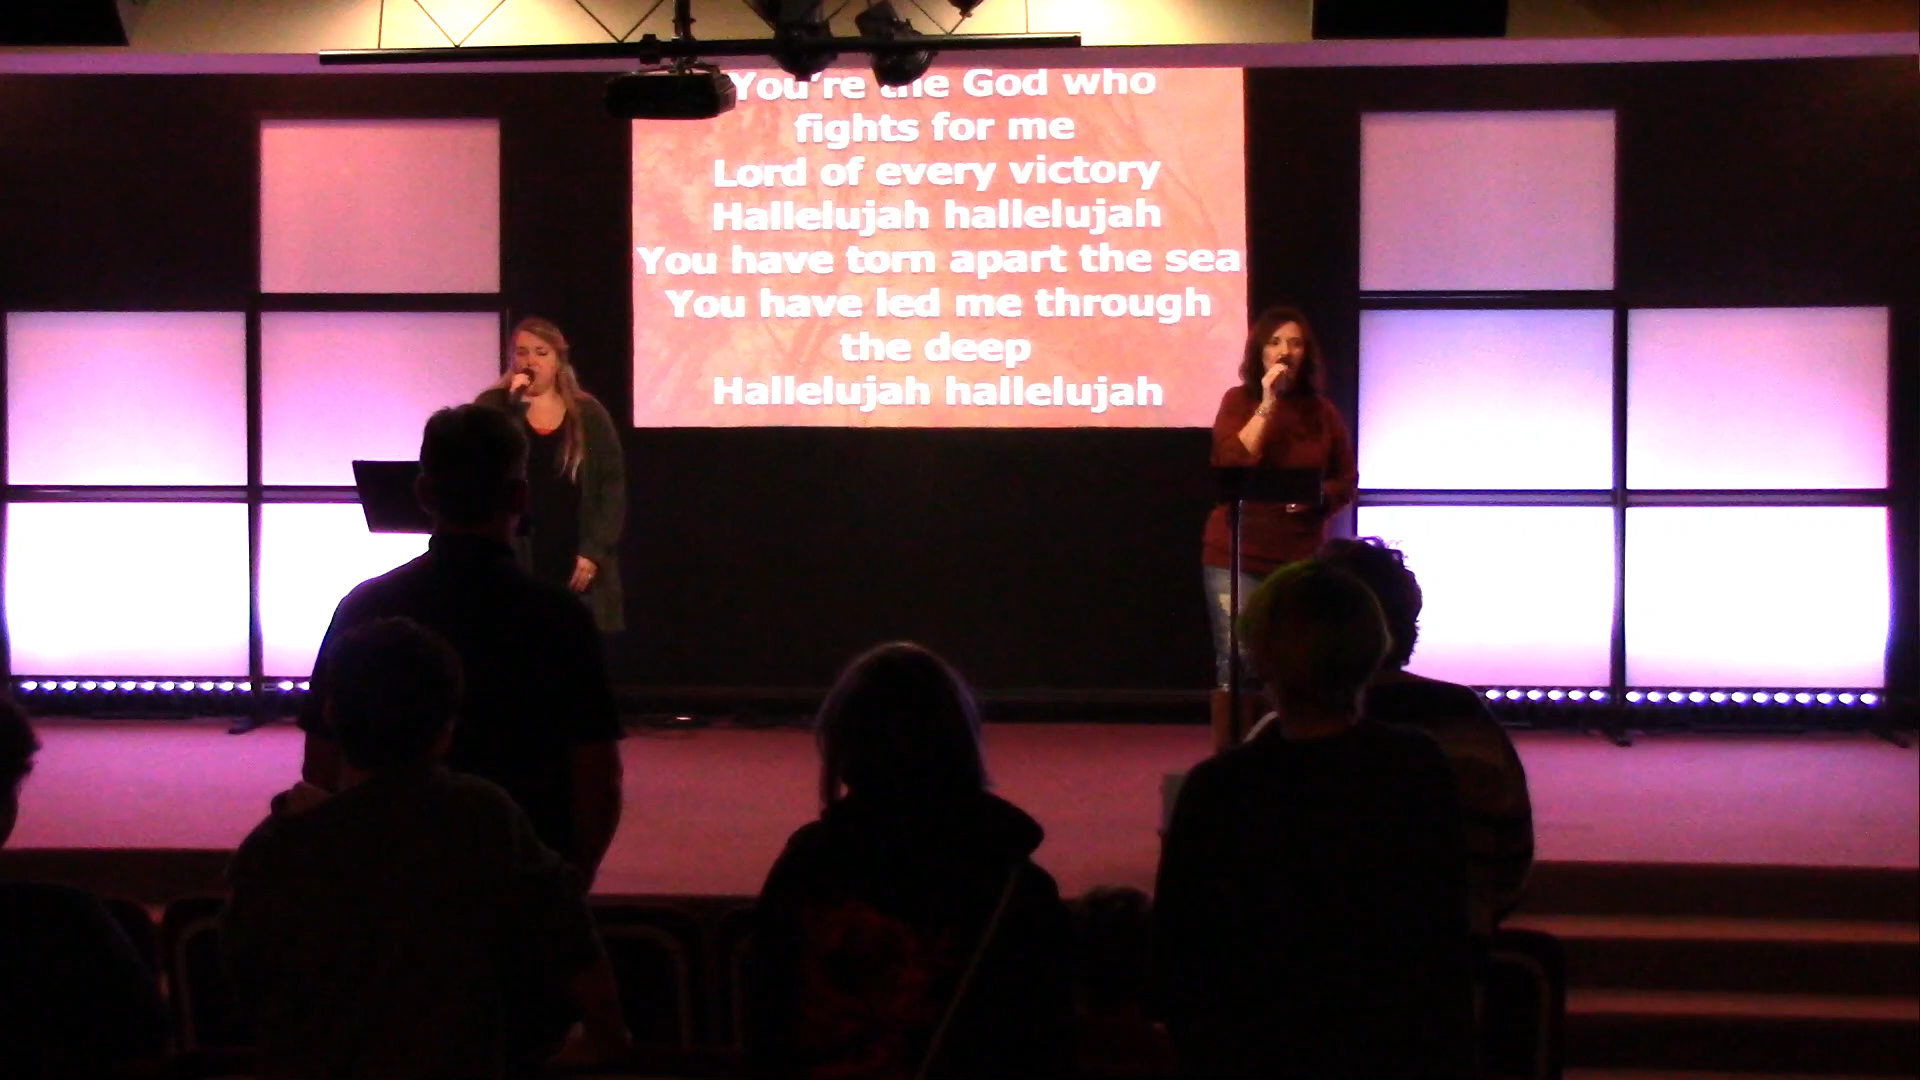 You're the God who
fights for me
Lord of every victory
Hallelujah hallelujah
You have torn apart the sea
You have led me through
the deep
Hallelujah hallelujah